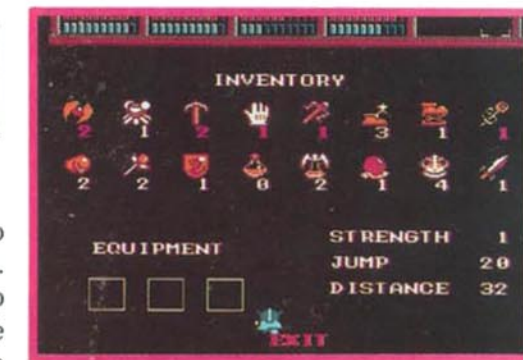 INVENTORY
2 1 2 1 1 3 1 1
2 2 1 0 2 1 4 1
EQUIPMENT
STRENGTH 1
JUMP 20
DISTANCE 32
EXIT